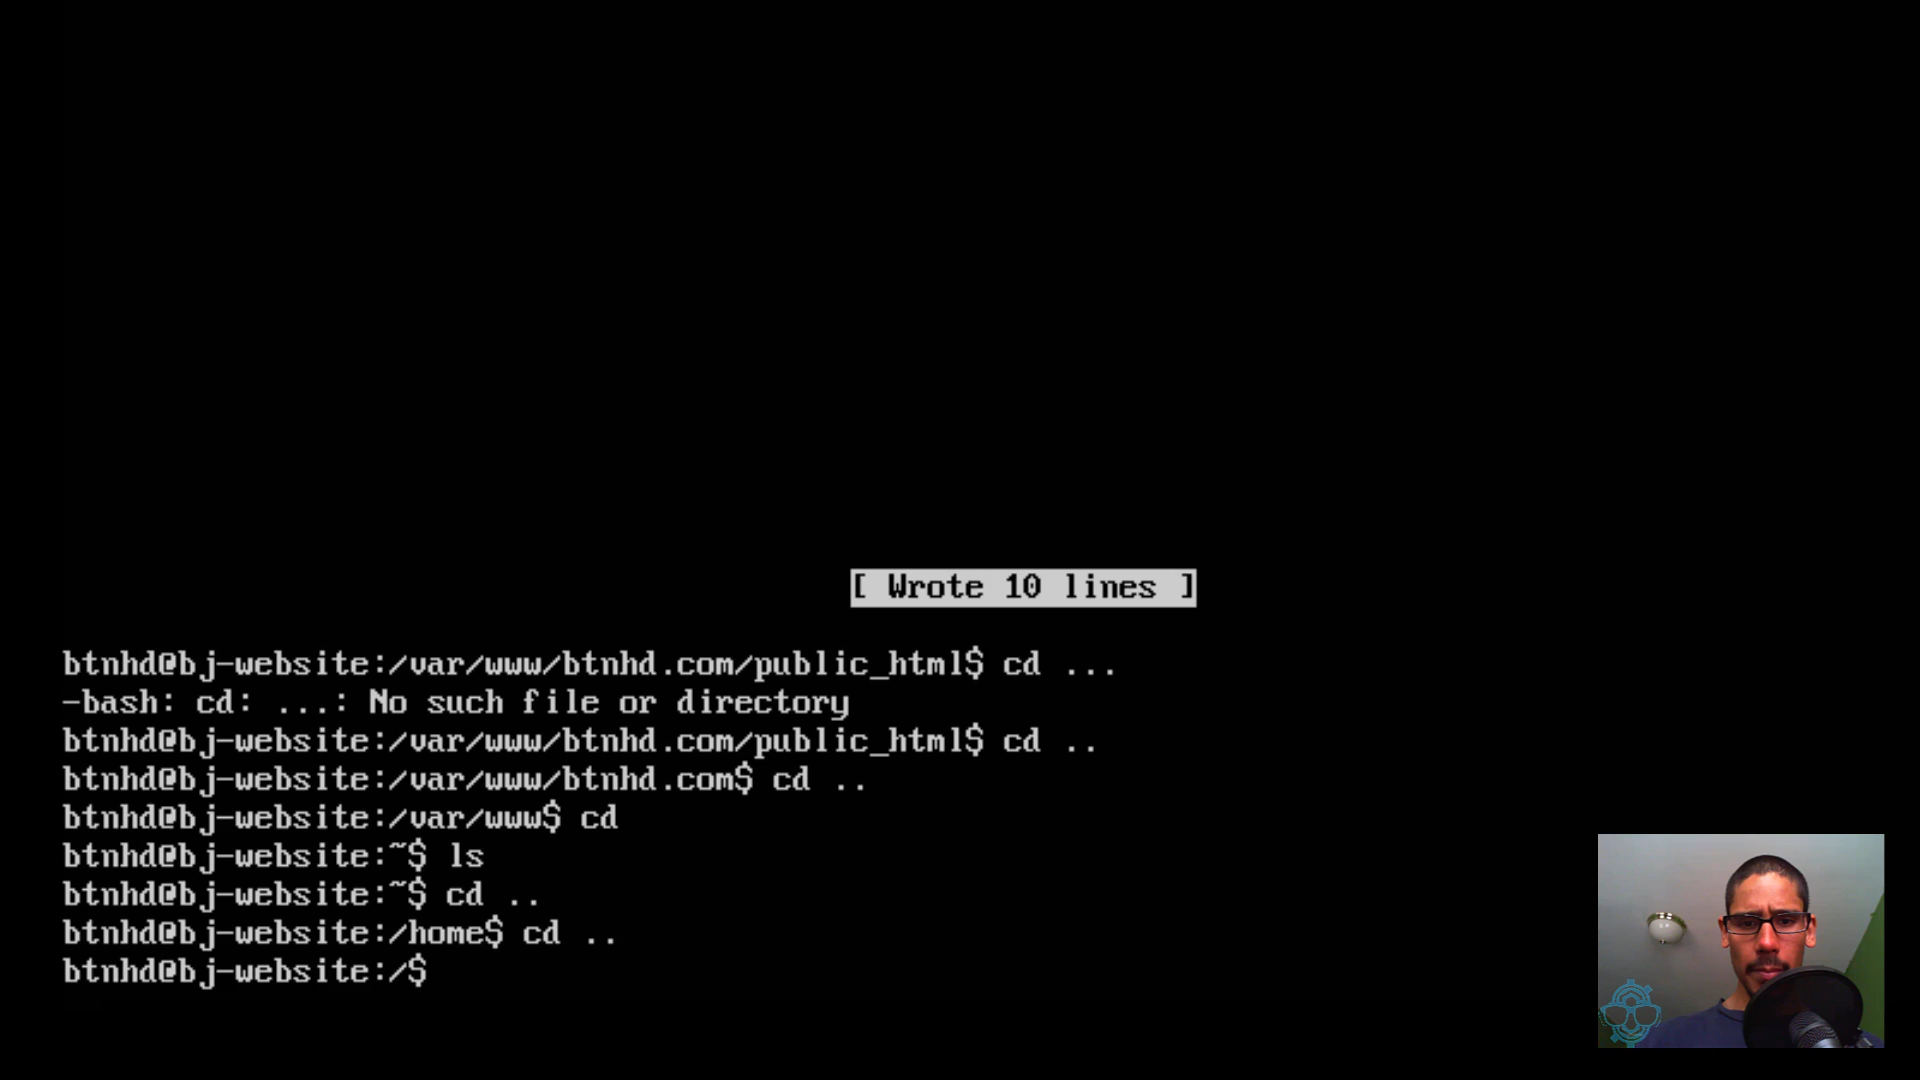 [ Wrote 10 lines ]
btnhd@bj-website:/var/www/btnhd.com/public_html$ cd ...
-bash: cd: ...: No such file or directory
btnhd@bj-website:/var/www/btnhd.com/public_html$ cd ..
btnhd@bj-website:/var/www/btnhd.com$ cd ..
btnhd@bj-website:/var/www$ cd
btnhd@bj-website:~$ ls
btnhd@bj-website:~$ cd ..
btnhd@bj-website:/home$ cd ..
btnhd@bj-website:/$